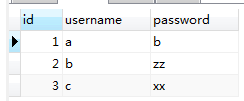 id username password
1 a b
2 b zz
3 c xx